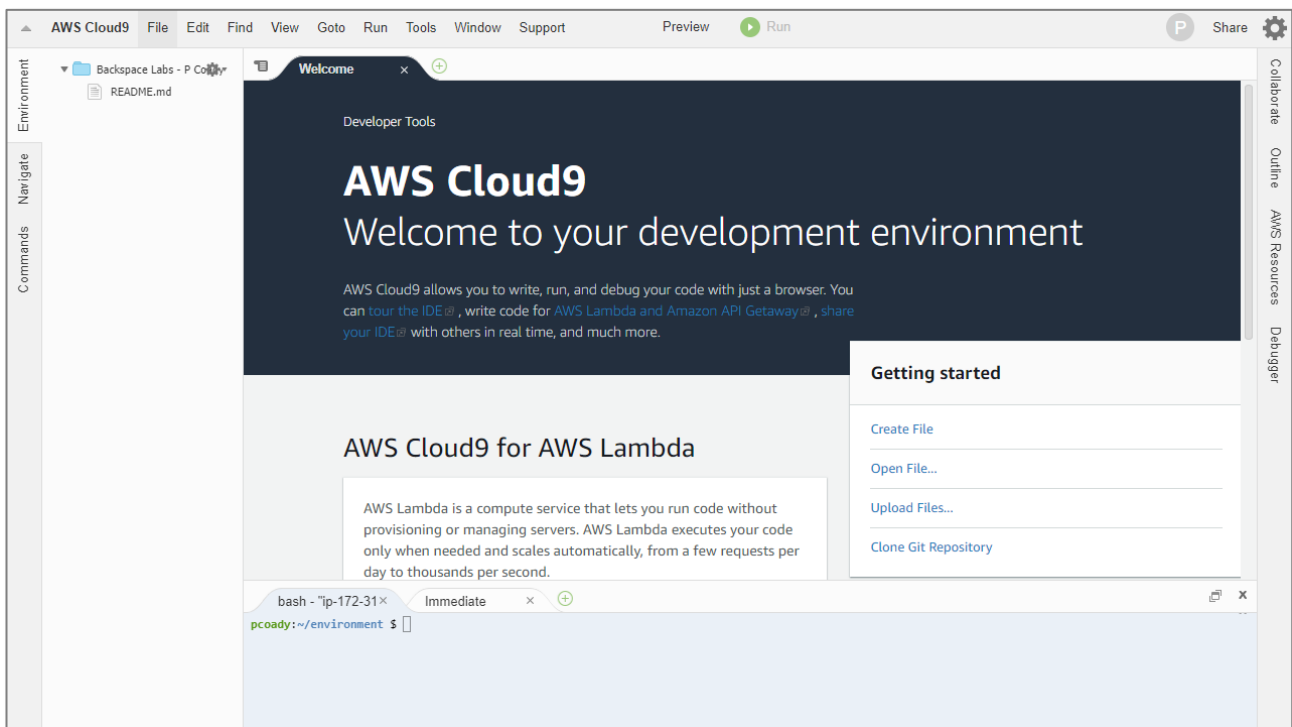 AWS Cloud9 File Edit Find View Goto Run Tools Window Support Preview Run P Share
Environment
Navigate
Commands
Backspace Labs - P Co
README.md
Welcome
Developer Tools
AWS Cloud9
Welcome to your development environment
AWS Cloud9 allows you to write, run, and debug your code with just a browser. You
can tour the IDE , write code for AWS Lambda and Amazon API Getaway , share
your IDE with others in real time, and much more.
Getting started
Create File
Open File...
Upload Files...
Clone Git Repository
AWS Cloud9 for AWS Lambda
AWS Lambda is a compute service that lets you run code without
provisioning or managing servers. AWS Lambda executes your code
only when needed and scales automatically, from a few requests per
day to thousands per second.
bash - "ip-172-31 Immediate
pcoady:~/environment $
Collaborate
Outline
AWS Resources
Debugger